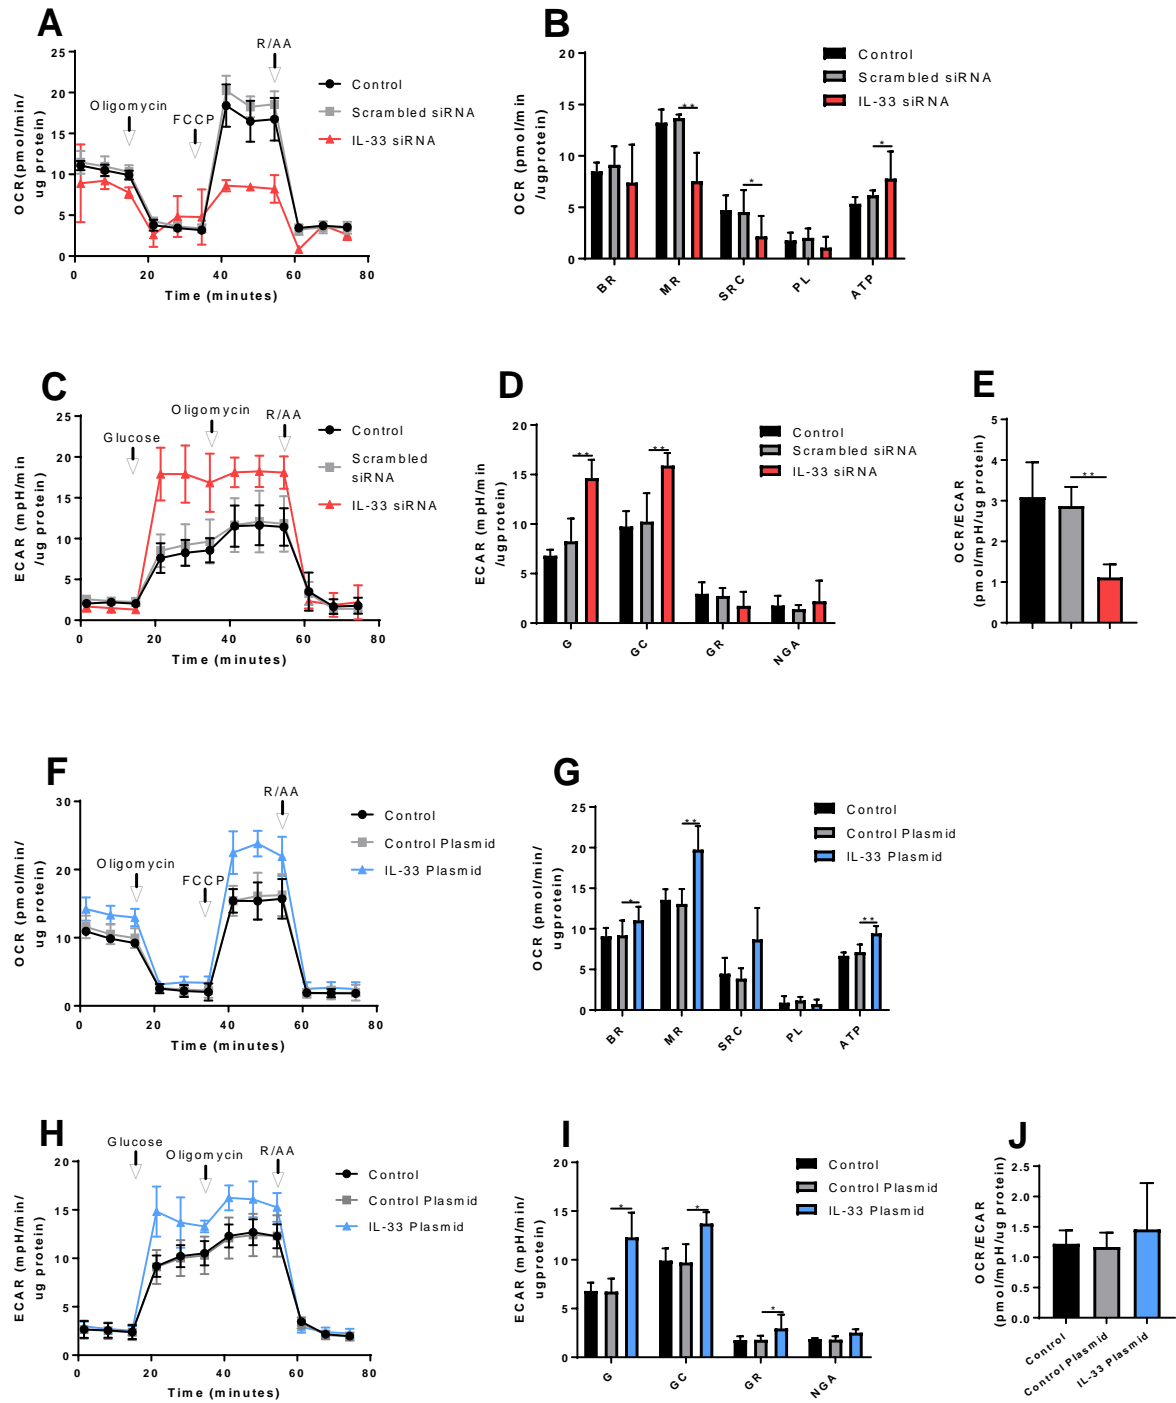 A
25
20
15
10
5
0
OCR (pmol/min/
ug protein)
Oligomycin
FCCP
R/AA
Control
Scrambled siRNA
IL-33 siRNA
0 20 40 60 80
Time (minutes)
B
20
15
10
5
0
OCR (pmol/min
/ugprotein)
Control
Scrambled siRNA
IL-33 siRNA
**
*
*
BR MR SRC PL ATP
C
25
20
15
10
5
0
ECAR (mpH/min
/ug protein)
Glucose
Oligomycin
R/AA
Control
Scrambled
siRNA
IL-33 siRNA
0 20 40 60 80
Time (minutes)
D
20
15
10
5
0
ECAR (mpH/min
/ugprotein)
Control
Scrambled siRNA
IL-33 siRNA
**
**
G GC GR NGA
E
5
4
3
2
1
0
OCR/ECAR
(pmol/mpH/ug protein)
**
F
30
20
10
0
OCR (pmol/min/
ug protein)
Oligomycin
FCCP
R/AA
Control
Control Plasmid
IL-33 Plasmid
0 20 40 60 80
Time (minutes)
G
25
20
15
10
5
0
OCR (pmol/min/
ugprotein)
Control
Control Plasmid
IL-33 Plasmid
*
**
**
BR MR SRC PL ATP
H
20
15
10
5
0
ECAR (mpH/min/
ug protein)
Glucose
Oligomycin
R/AA
Control
Control Plasmid
IL-33 Plasmid
0 20 40 60 80
Time (minutes)
I
20
15
10
5
0
ECAR (mpH/min/
ugprotein)
Control
Control Plasmid
IL-33 Plasmid
*
*
*
G GC GR NGA
J
2.5
2.0
1.5
1.0
0.5
0.0
OCR/ECAR
(pmol/mpH/ug protein)
Control
Control Plasmid
IL-33 Plasmid